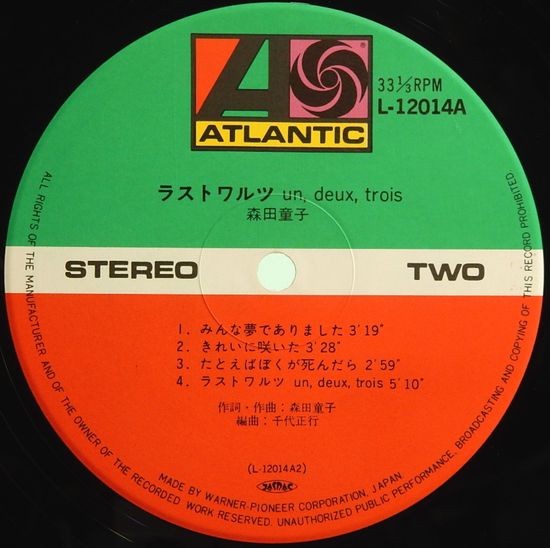 ATLANTIC
33⅓RPM
L-12014A
ラストワルツ un, deux, trois
森田童子
STEREO
TWO
1. みんな夢でありました 3'19"
2. きれいに咲いた 3'28"
3. たとえばぼくが死んだら 2'59"
4. ラストワルツ un, deux, trois 5'10"
作詞・作曲：森田童子
編曲：千代正行
(L-12014A2)
JASRAC
MADE BY WARNER-PIONEER CORPORATION, JAPAN.
ALL RIGHTS OF THE MANUFACTURER AND OF THE OWNER OF THE RECORDED WORK RESERVED. UNAUTHORIZED PUBLIC PERFORMANCE, BROADCASTING AND COPYING OF THIS RECORD PROHIBITED.